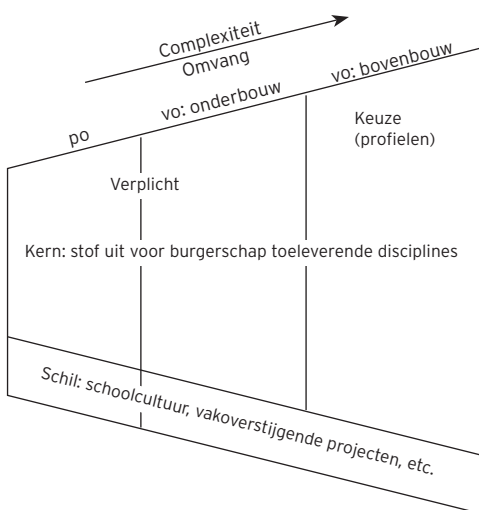 Complexiteit
Omvang
po
vo: onderbouw
vo: bovenbouw
Keuze
(profielen)
Verplicht
Kern: stof uit voor burgerschap toeleverende disciplines
Schil: schoolcultuur, vakoverstijgende projecten, etc.